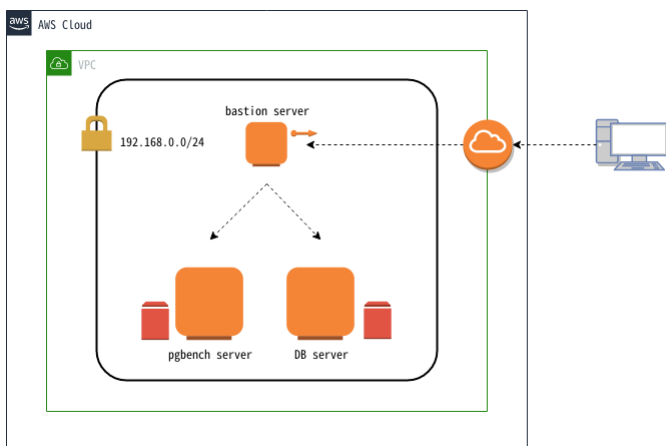 aws
AWS Cloud
VPC
bastion server
192.168.0.0/24
pgbench server
DB server